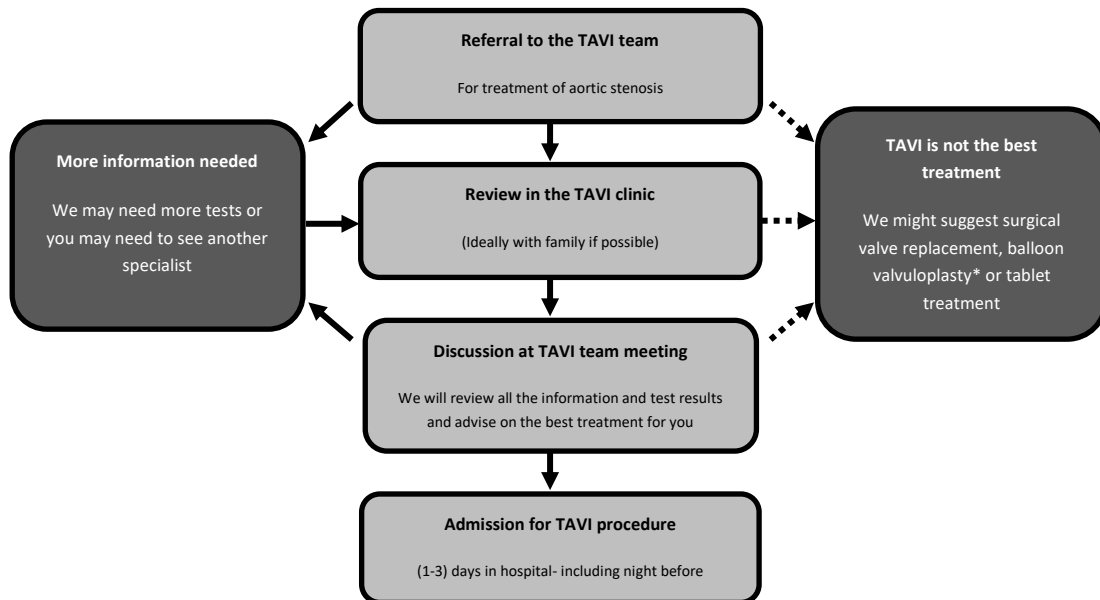 Referral to the TAVI team
For treatment of aortic stenosis
More information needed
We may need more tests or
you may need to see another
specialist
Review in the TAVI clinic
(Ideally with family if possible)
TAVI is not the best
treatment
We might suggest surgical
valve replacement, balloon
valvuloplasty* or tablet
treatment
Discussion at TAVI team meeting
We will review all the information and test results
and advise on the best treatment for you
Admission for TAVI procedure
(1-3) days in hospital- including night before